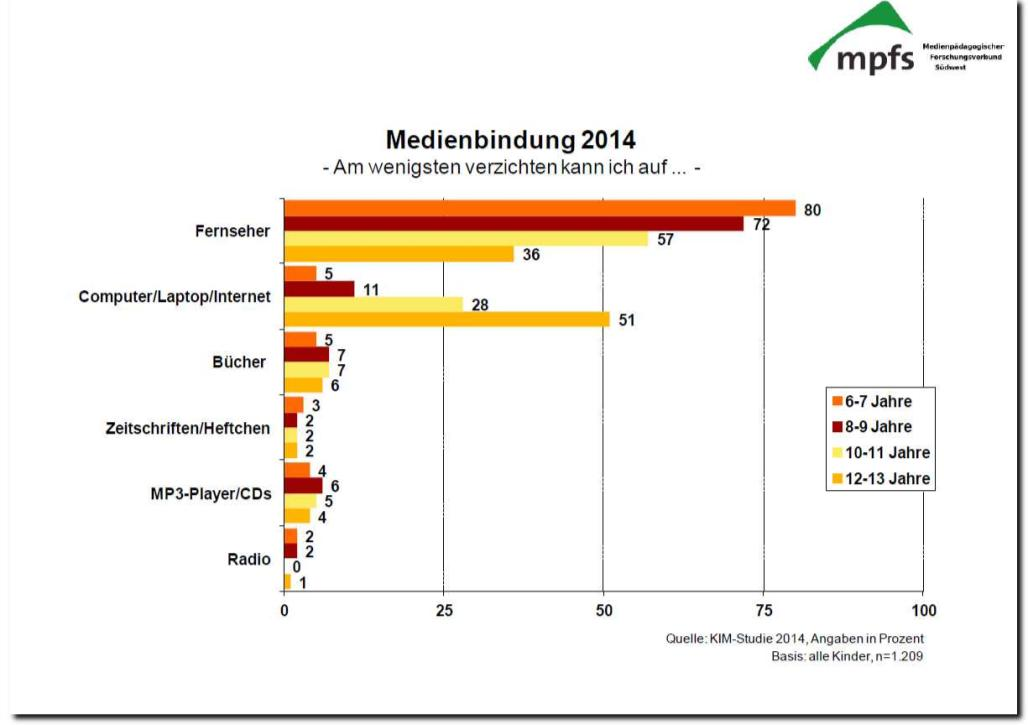 mpfs
Medienpädagogischer
Forschungsverbund
Südwest
Medienbindung 2014
- Am wenigsten verzichten kann ich auf ... -
Fernseher
80
72
57
36
Computer/Laptop/Internet
5
11
28
51
Bücher
5
7
7
6
Zeitschriften/Heftchen
3
2
2
2
MP3-Player/CDs
4
6
5
4
Radio
2
2
0
1
6-7 Jahre
8-9 Jahre
10-11 Jahre
12-13 Jahre
0 25 50 75 100
Quelle: KIM-Studie 2014, Angaben in Prozent
Basis: alle Kinder, n=1.209